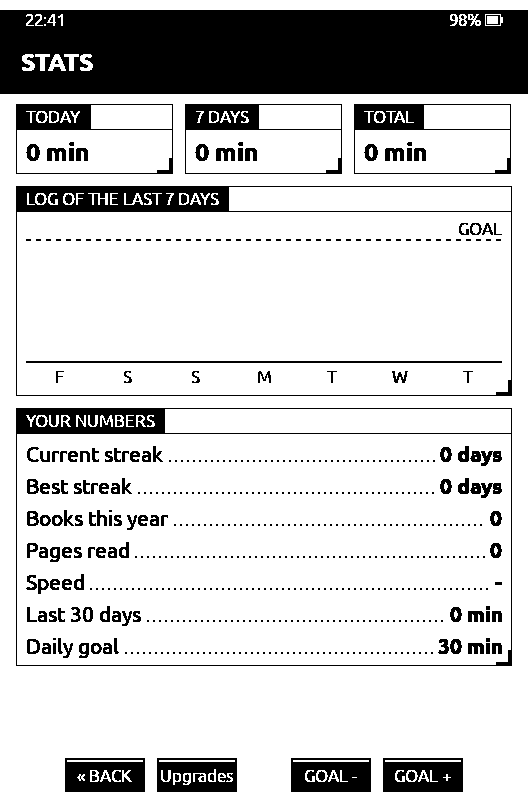 22:41 98%
STATS
TODAY 7 DAYS TOTAL
0 min 0 min 0 min
LOG OF THE LAST 7 DAYS
GOAL
F S S M T W T
YOUR NUMBERS
Current streak 0 days
Best streak 0 days
Books this year 0
Pages read 0
Speed -
Last 30 days 0 min
Daily goal 30 min
« BACK Upgrades GOAL - GOAL +